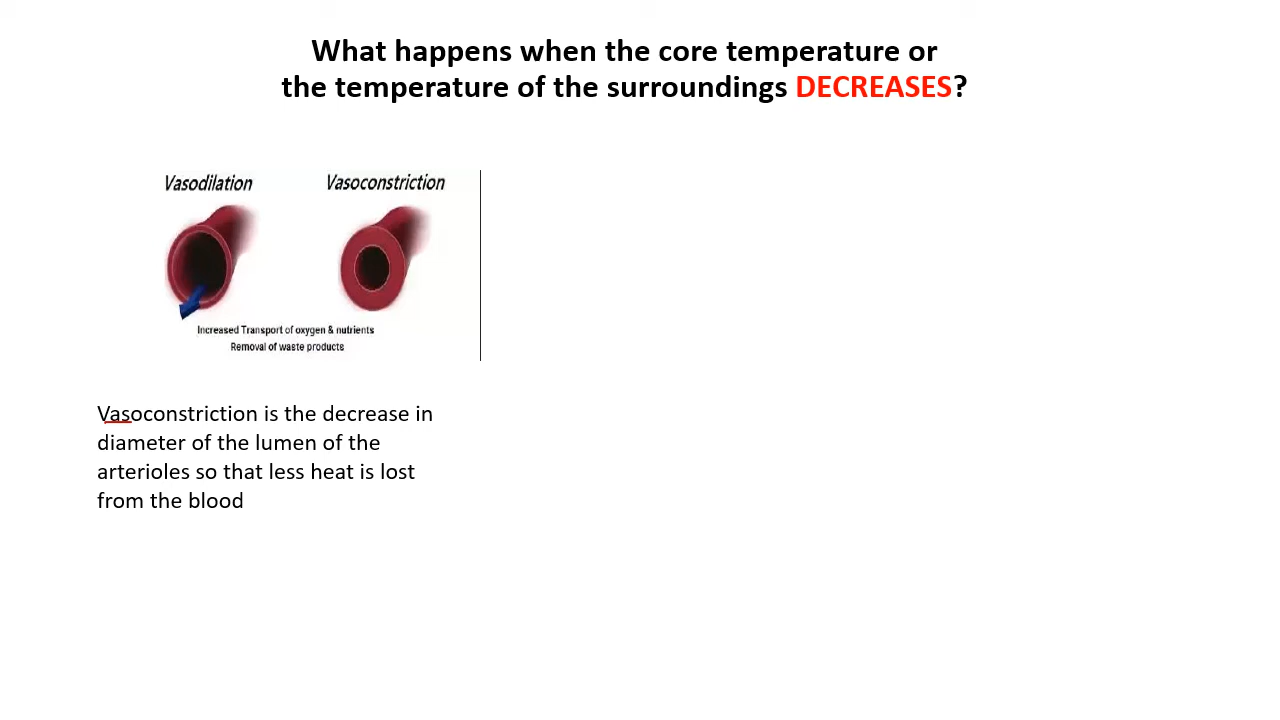 What happens when the core temperature or
the temperature of the surroundings DECREASES?
Vasodilation
Vasoconstriction
Increased Transport of oxygen & nutrients
Removal of waste products
Vasoconstriction is the decrease in
diameter of the lumen of the
arterioles so that less heat is lost
from the blood